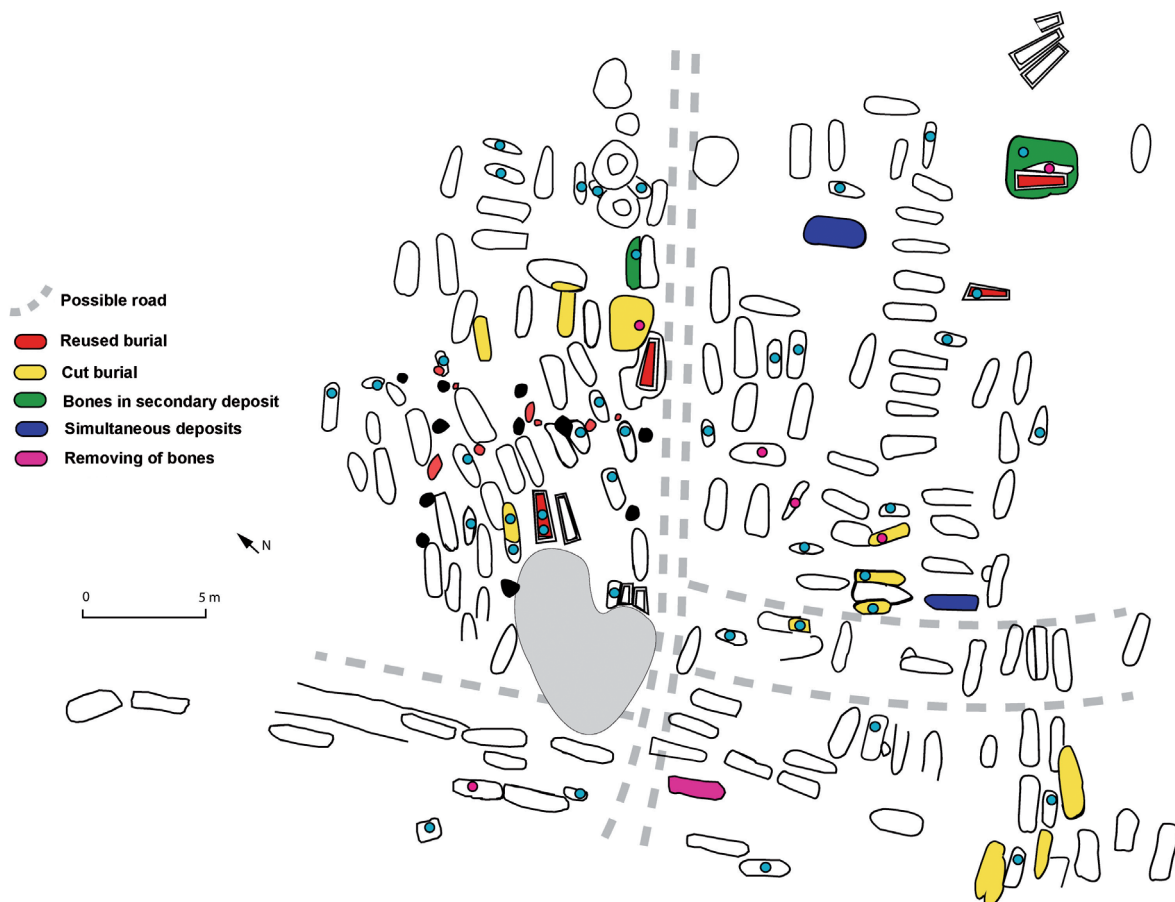 Possible road
Reused burial
Cut burial
Bones in secondary deposit
Simultaneous deposits
Removing of bones
N
0 5 m